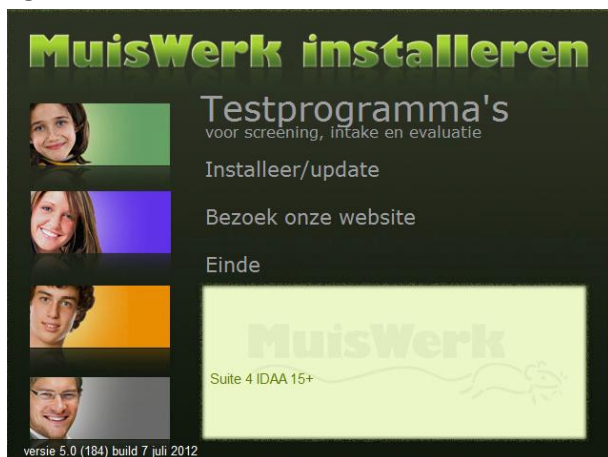 MuisWerk installeren
Testprogramma's
voor screening, intake en evaluatie
Installeer/update
Bezoek onze website
Einde
MuisWerk
Suite 4 IDAA 15+
versie 5.0 (184) build 7 juli 2012